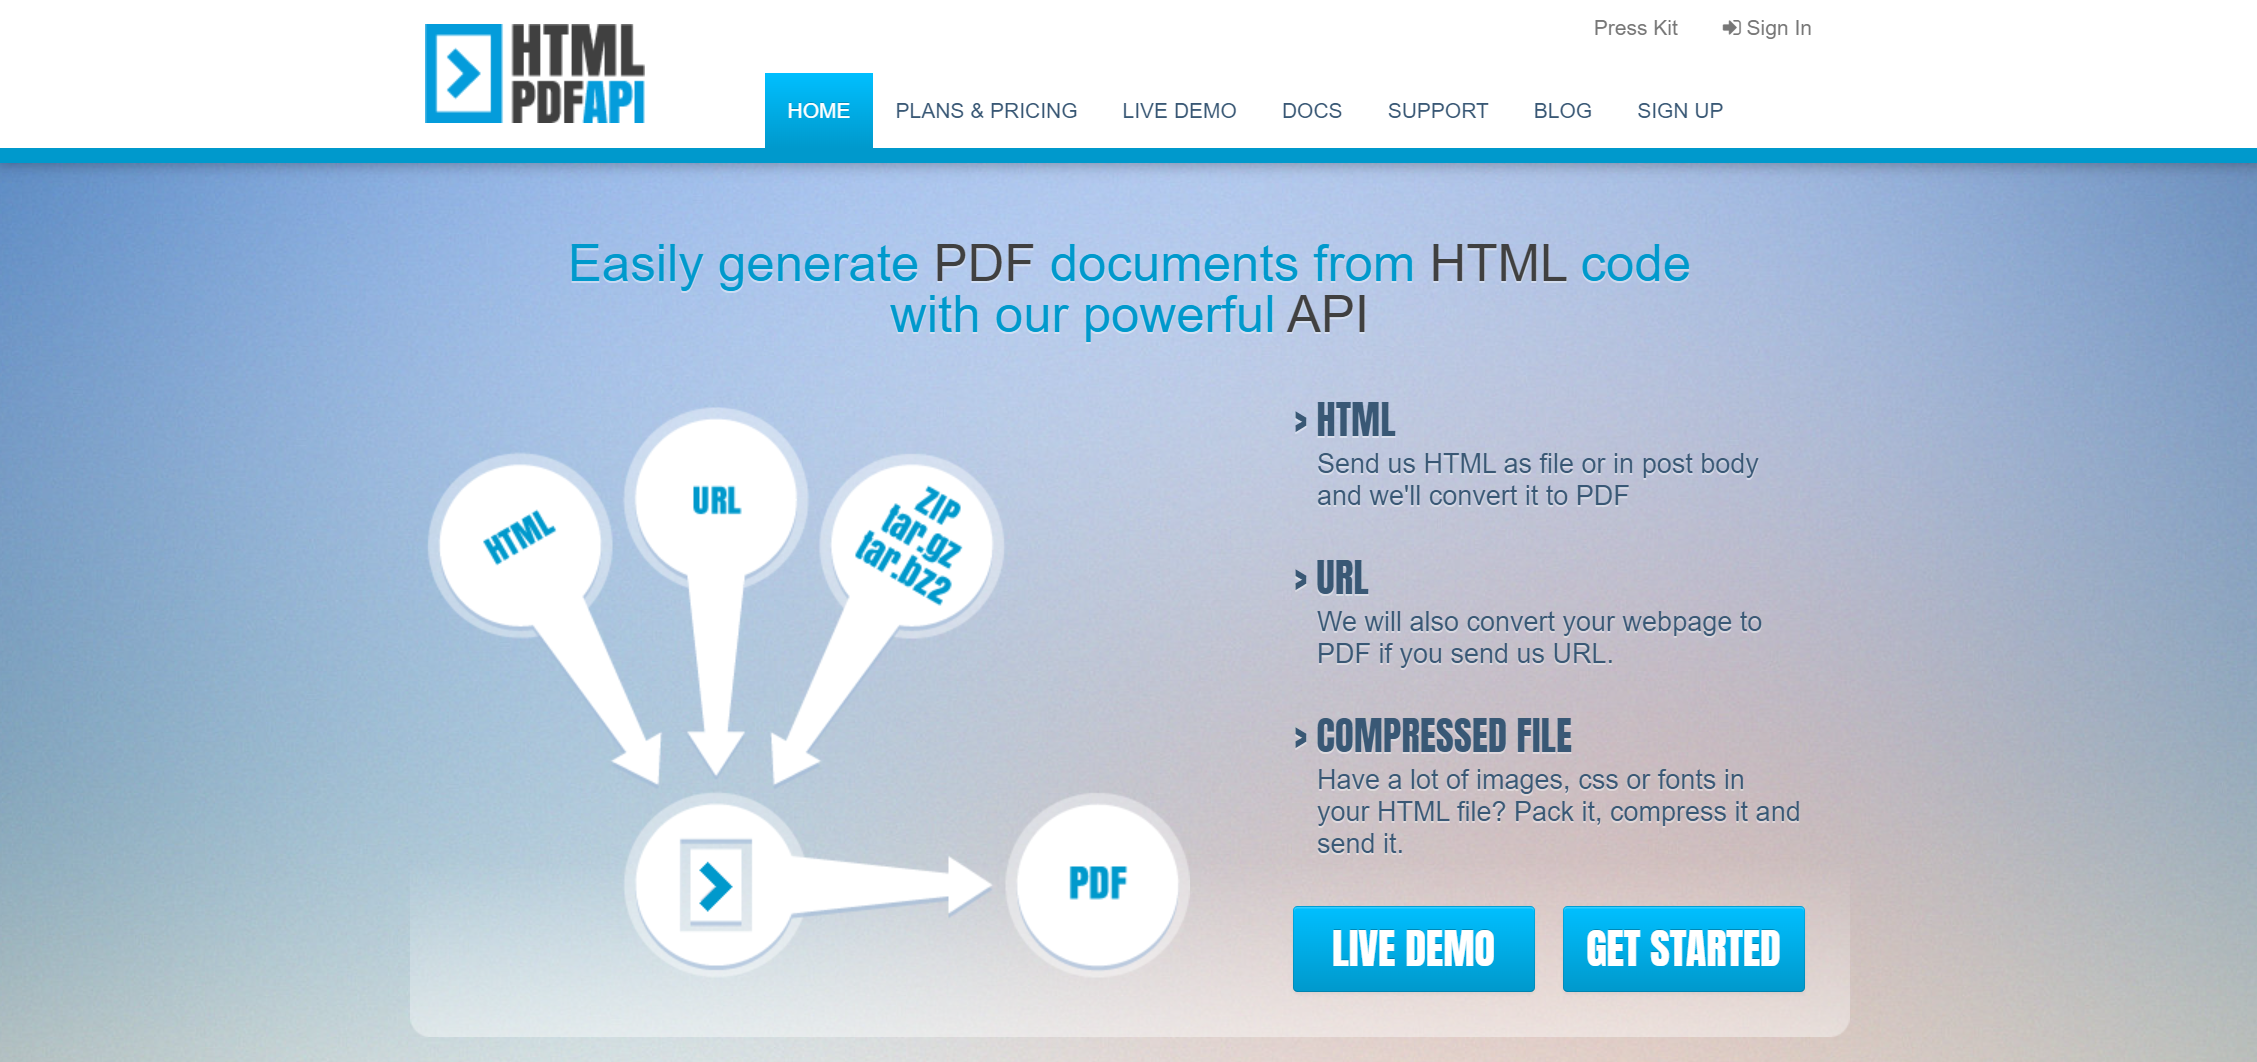 HTML
PDFAPI
Press Kit
Sign In
HOME
PLANS & PRICING
LIVE DEMO
DOCS
SUPPORT
BLOG
SIGN UP
Easily generate PDF documents from HTML code
with our powerful API
HTML
URL
ZIP
tar.gz
tar.bz2
PDF
> HTML
Send us HTML as file or in post body
and we'll convert it to PDF
> URL
We will also convert your webpage to
PDF if you send us URL.
> COMPRESSED FILE
Have a lot of images, css or fonts in
your HTML file? Pack it, compress it and
send it.
LIVE DEMO
GET STARTED